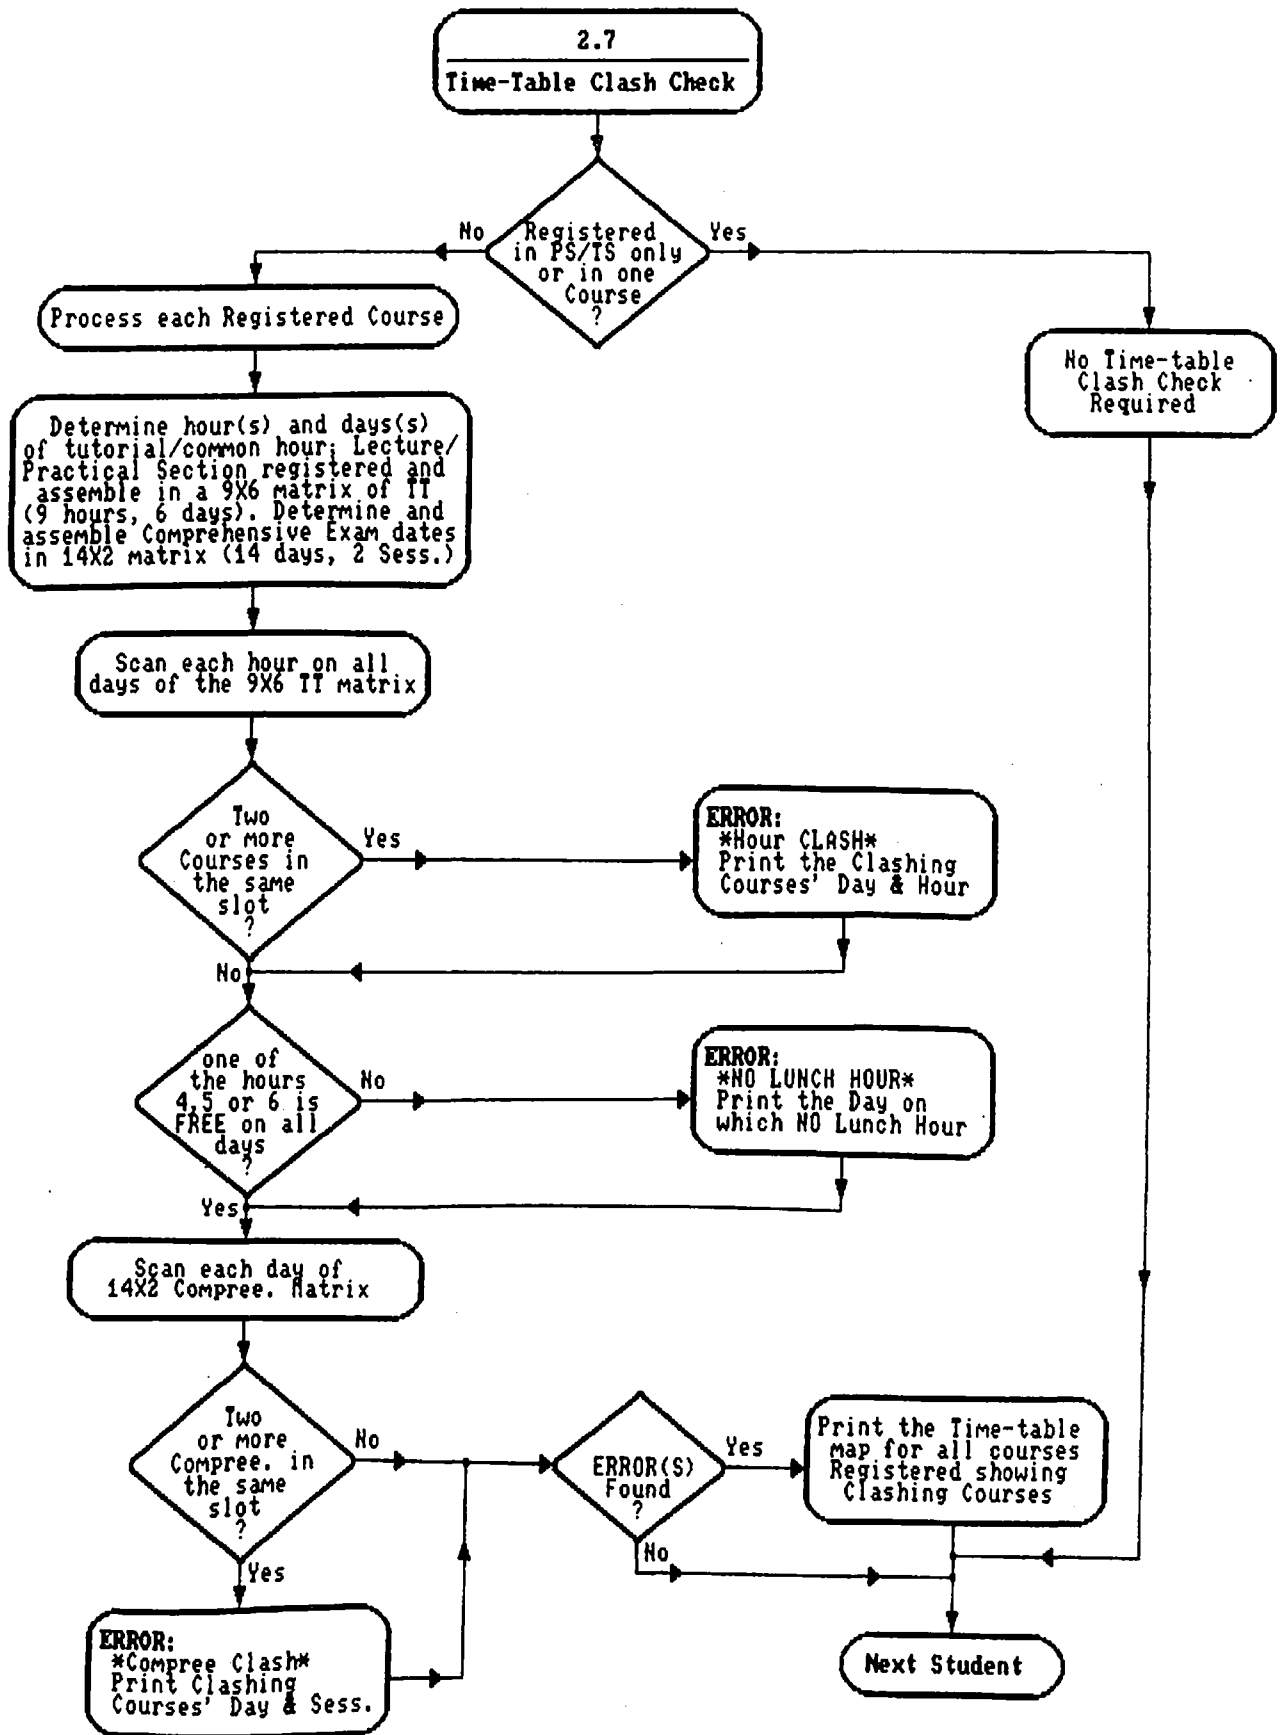 2.7
Time-Table Clash Check
No
Registered
in PS/TS only
or in one
Course
?
Yes
Process each Registered Course
No Time-table
Clash Check
Required
Determine hour(s) and days(s)
of tutorial/common hour; Lecture/
Practical Section registered and
assemble in a 9X6 matrix of TT
(9 hours, 6 days). Determine and
assemble Comprehensive Exam dates
in 14X2 matrix (14 days, 2 Sess.)
Scan each hour on all
days of the 9X6 TT matrix
Two
or more
Courses in
the same
slot
?
Yes
ERROR:
*Hour CLASH*
Print the Clashing
Courses' Day & Hour
No
one of
the hours
4,5 or 6 is
FREE on all
days
?
No
ERROR:
*NO LUNCH HOUR*
Print the Day on
which NO Lunch Hour
Yes
Scan each day of
14X2 Compree. Matrix
Two
or more
Compree. in
the same
slot
?
No
ERROR(S)
Found
?
Yes
Print the Time-table
map for all courses
Registered showing
Clashing Courses
No
Yes
ERROR:
*Compree Clash*
Print Clashing
Courses' Day & Sess.
Next Student